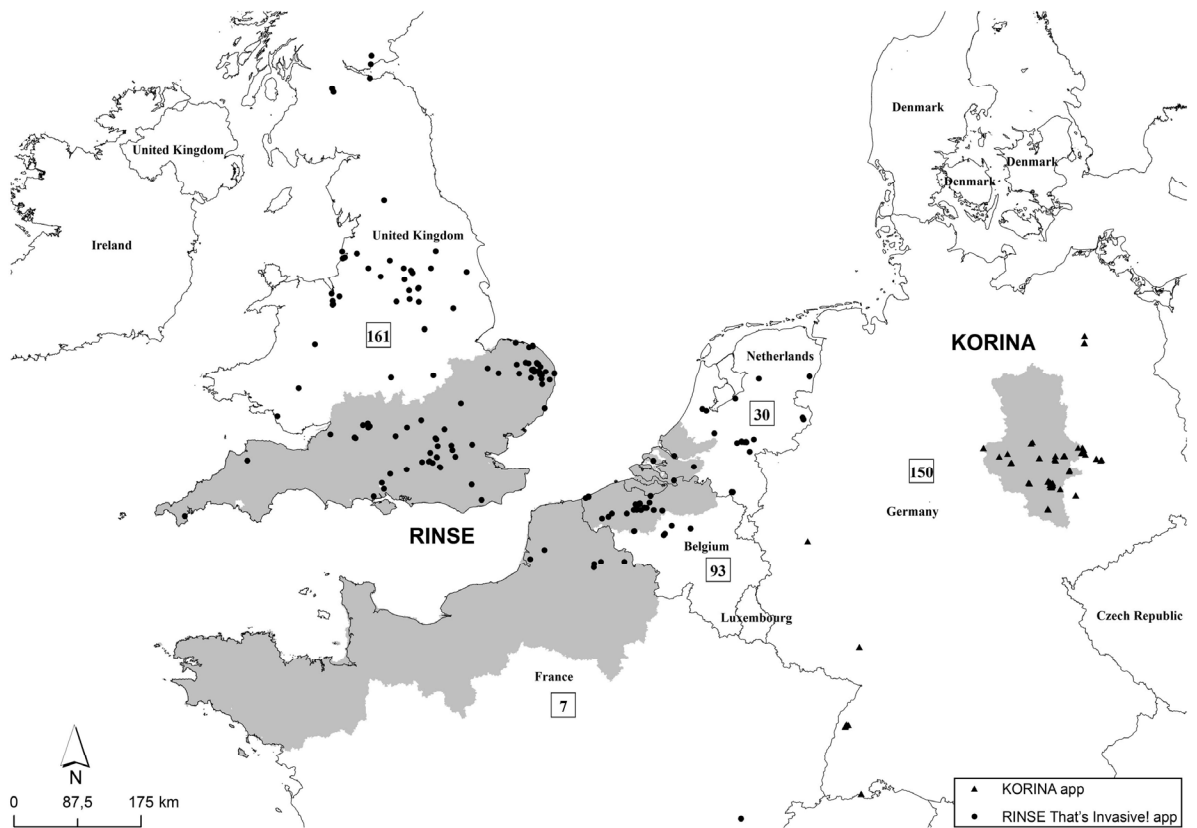 Denmark
United Kingdom
Denmark
Denmark
Ireland
United Kingdom
161
KORINA
Netherlands
30
150
Germany
RINSE
Belgium
93
Luxembourg
Czech Republic
France
7
N
0 87,5 175 km
KORINA app
RINSE That's Invasive! app